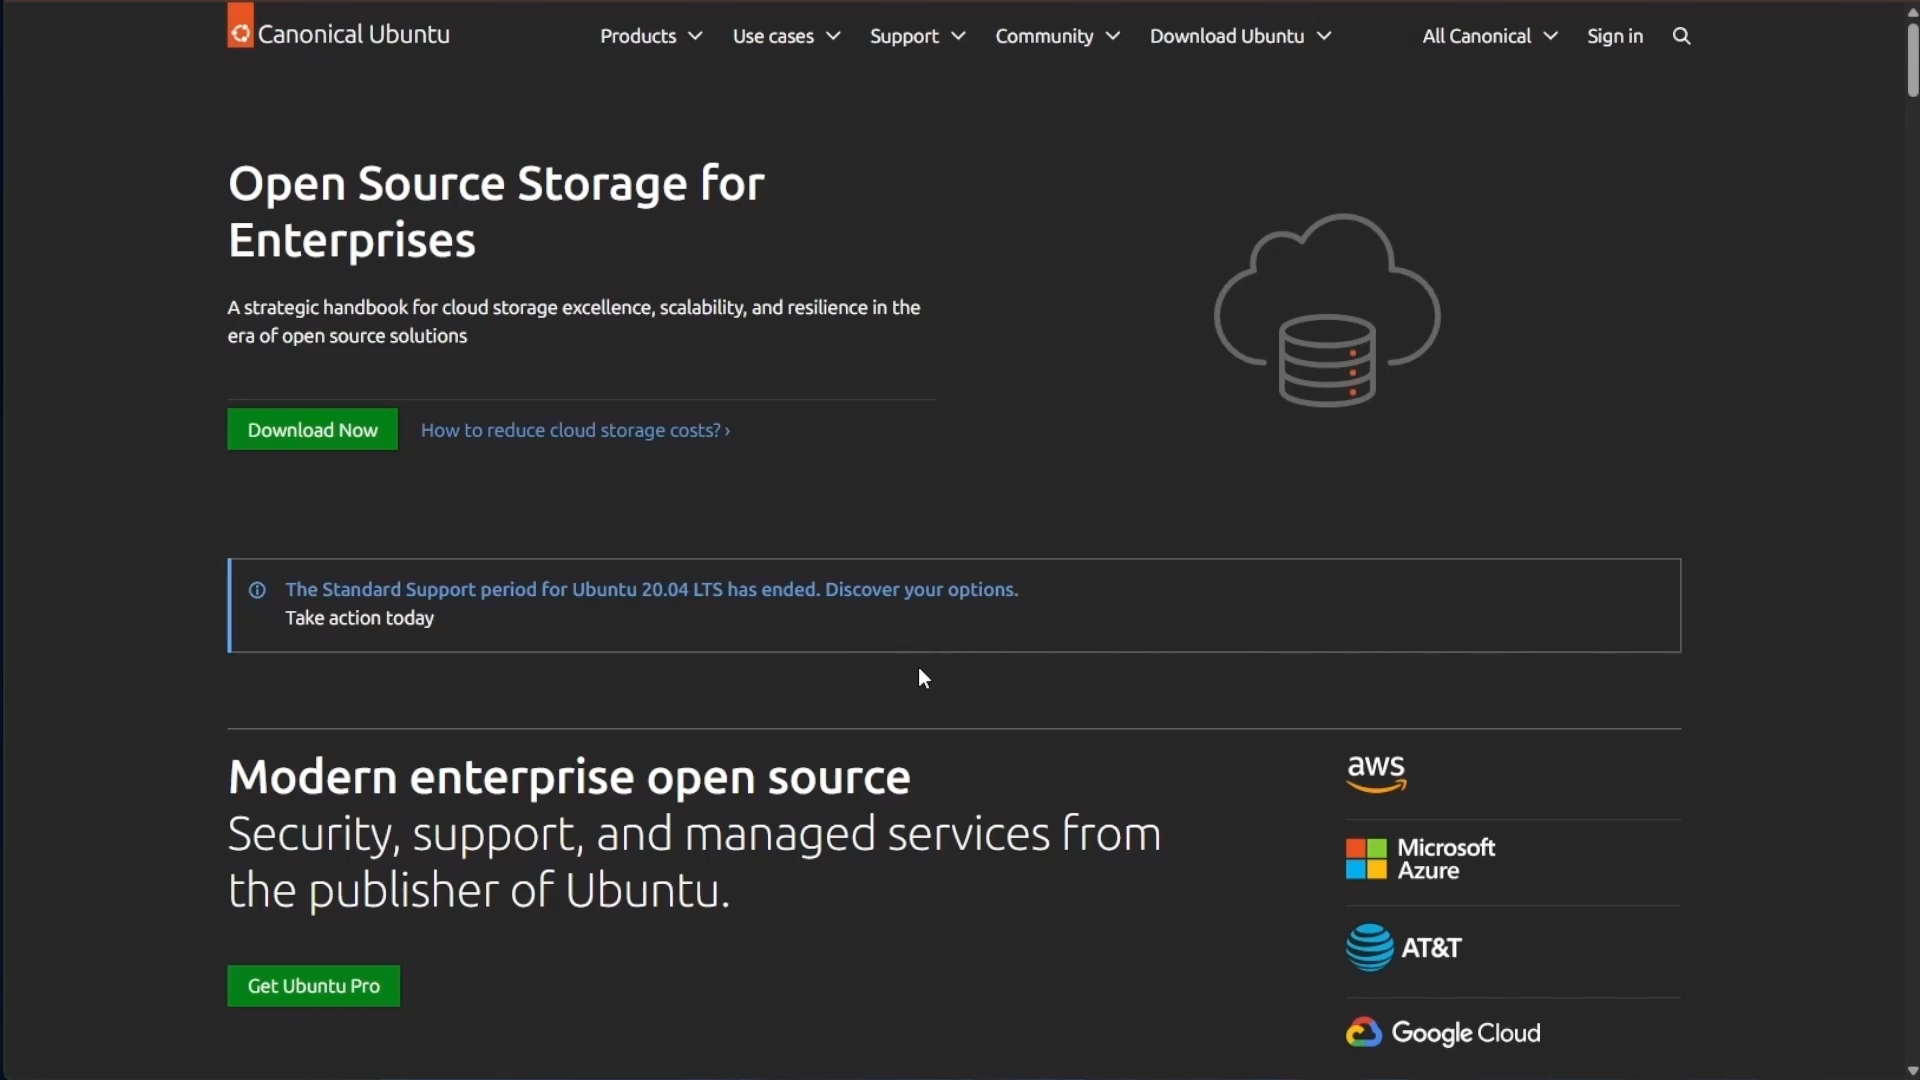 Canonical Ubuntu Products Use cases Support Community Download Ubuntu All Canonical Sign in
Open Source Storage for
Enterprises
A strategic handbook for cloud storage excellence, scalability, and resilience in the
era of open source solutions
Download Now How to reduce cloud storage costs? ›
The Standard Support period for Ubuntu 20.04 LTS has ended. Discover your options.
Take action today
Modern enterprise open source
Security, support, and managed services from
the publisher of Ubuntu.
Get Ubuntu Pro
aws
Microsoft
Azure
AT&T
Google Cloud